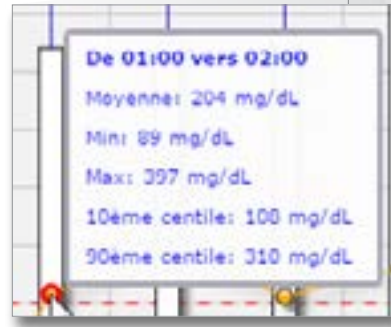 De 01:00 vers 02:00
Moyenne: 204 mg/dL
Min: 89 mg/dL
Max: 397 mg/dL
10ème centile: 108 mg/dL
90ème centile: 310 mg/dL